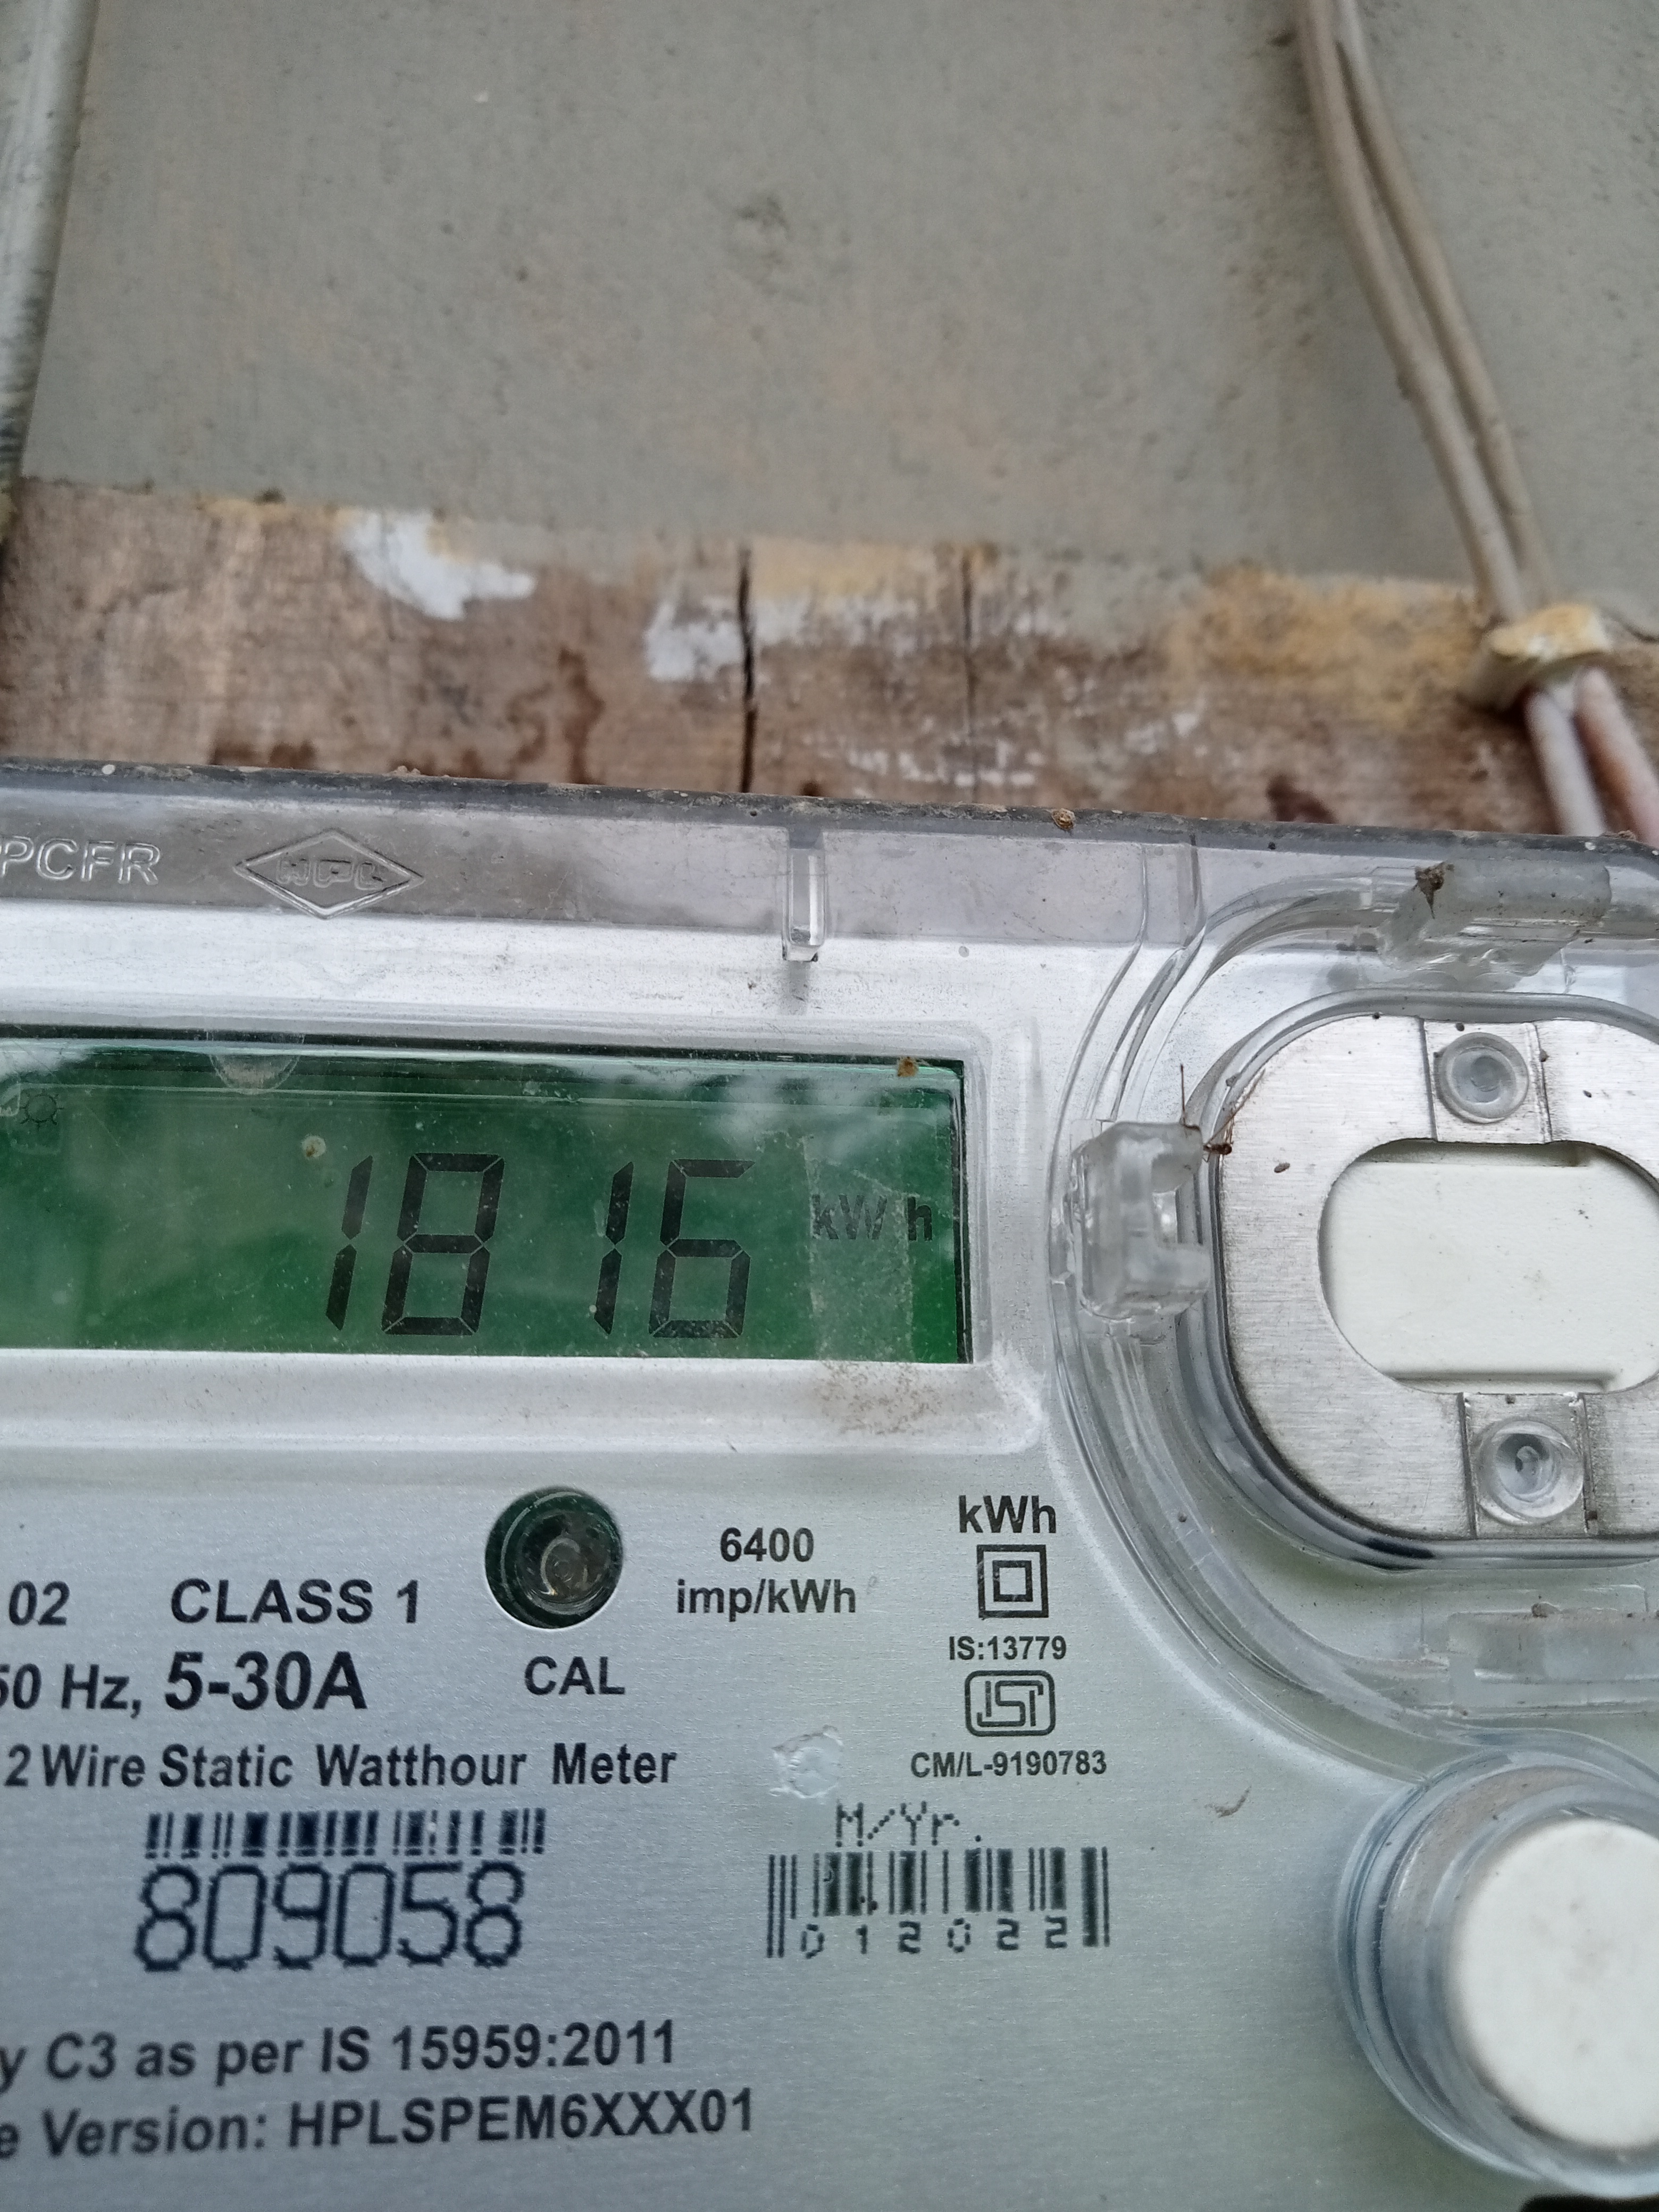 PCFR HPL
1816 kWh
6400
imp/kWh
kWh
02 CLASS 1
50 Hz, 5-30A
CAL
IS:13779
ISI
2 Wire Static Watthour Meter
CM/L-9190783
M/Yr.
809058
012022
y C3 as per IS 15959:2011
e Version: HPLSPEM6XXX01